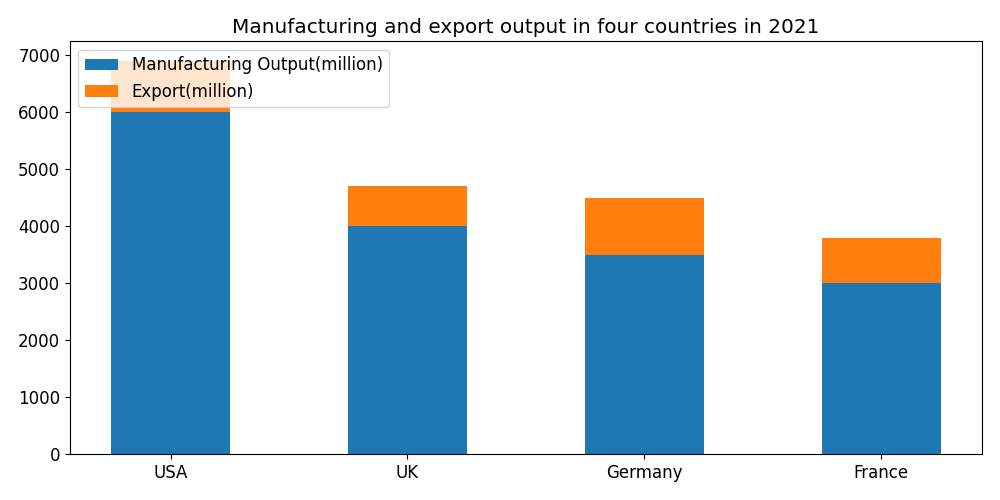 Manufacturing and export output in four countries in 2021
7000
6000
5000
4000
3000
2000
1000
0
Manufacturing Output(million)
Export(million)
USA
UK
Germany
France